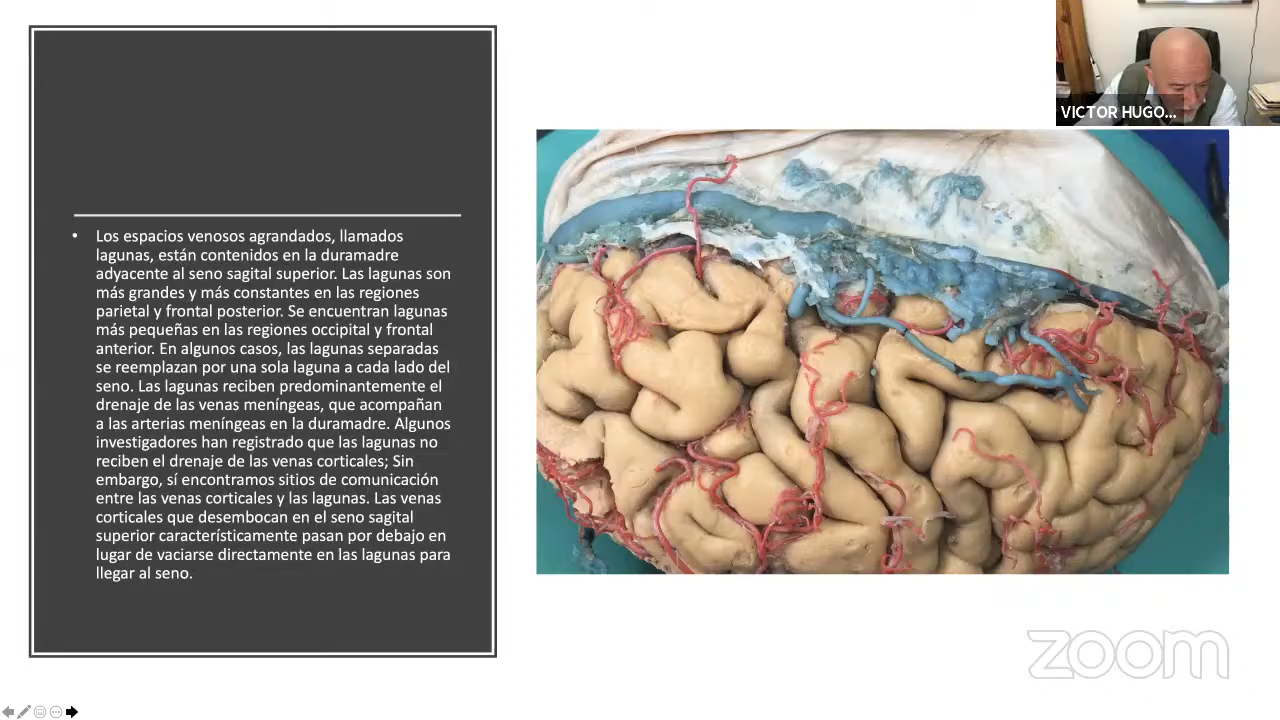 VICTOR HUGO...
• Los espacios venosos agrandados, llamados
lagunas, están contenidos en la duramadre
adyacente al seno sagital superior. Las lagunas son
más grandes y más constantes en las regiones
parietal y frontal posterior. Se encuentran lagunas
más pequeñas en las regiones occipital y frontal
anterior. En algunos casos, las lagunas separadas
se reemplazan por una sola laguna a cada lado del
seno. Las lagunas reciben predominantemente el
drenaje de las venas meníngeas, que acompañan
a las arterias meníngeas en la duramadre. Algunos
investigadores han registrado que las lagunas no
reciben el drenaje de las venas corticales; Sin
embargo, sí encontramos sitios de comunicación
entre las venas corticales y las lagunas. Las venas
corticales que desembocan en el seno sagital
superior característicamente pasan por debajo en
lugar de vaciarse directamente en las lagunas para
llegar al seno.
zoom